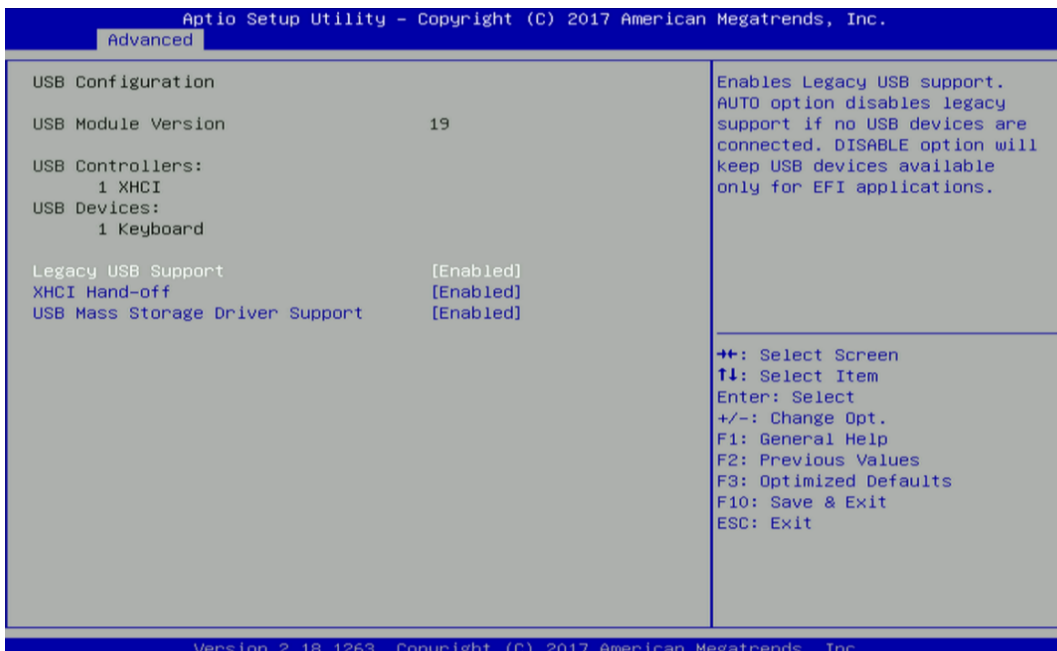 Aptio Setup Utility – Copyright (C) 2017 American Megatrends, Inc.
Advanced
USB Configuration
USB Module Version 19
USB Controllers:
1 XHCI
USB Devices:
1 Keyboard
Legacy USB Support [Enabled]
XHCI Hand-off [Enabled]
USB Mass Storage Driver Support [Enabled]
Enables Legacy USB support.
AUTO option disables legacy
support if no USB devices are
connected. DISABLE option will
keep USB devices available
only for EFI applications.
→←: Select Screen
↑↓: Select Item
Enter: Select
+/-: Change Opt.
F1: General Help
F2: Previous Values
F3: Optimized Defaults
F10: Save & Exit
ESC: Exit
Version 2.18.1263. Copyright (C) 2017 American Megatrends, Inc.